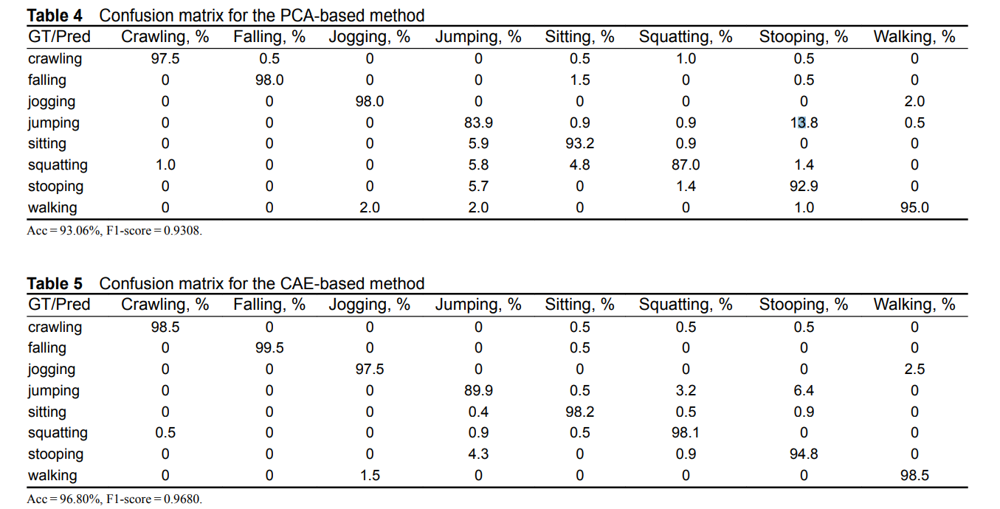 Table 4 Confusion matrix for the PCA-based method
GT/Pred Crawling, % Falling, % Jogging, % Jumping, % Sitting, % Squatting, % Stooping, % Walking, %
crawling 97.5 0.5 0 0 0.5 1.0 0.5 0
falling 0 98.0 0 0 1.5 0 0.5 0
jogging 0 0 98.0 0 0 0 0 2.0
jumping 0 0 0 83.9 0.9 0.9 13.8 0.5
sitting 0 0 0 5.9 93.2 0.9 0 0
squatting 1.0 0 0 5.8 4.8 87.0 1.4 0
stooping 0 0 0 5.7 0 1.4 92.9 0
walking 0 0 2.0 2.0 0 0 1.0 95.0
Acc = 93.06%, F1-score = 0.9308.
Table 5 Confusion matrix for the CAE-based method
GT/Pred Crawling, % Falling, % Jogging, % Jumping, % Sitting, % Squatting, % Stooping, % Walking, %
crawling 98.5 0 0 0 0.5 0.5 0.5 0
falling 0 99.5 0 0 0.5 0 0 0
jogging 0 0 97.5 0 0 0 0 2.5
jumping 0 0 0 89.9 0.5 3.2 6.4 0
sitting 0 0 0 0.4 98.2 0.5 0.9 0
squatting 0.5 0 0 0.9 0.5 98.1 0 0
stooping 0 0 0 4.3 0 0.9 94.8 0
walking 0 0 1.5 0 0 0 0 98.5
Acc = 96.80%, F1-score = 0.9680.